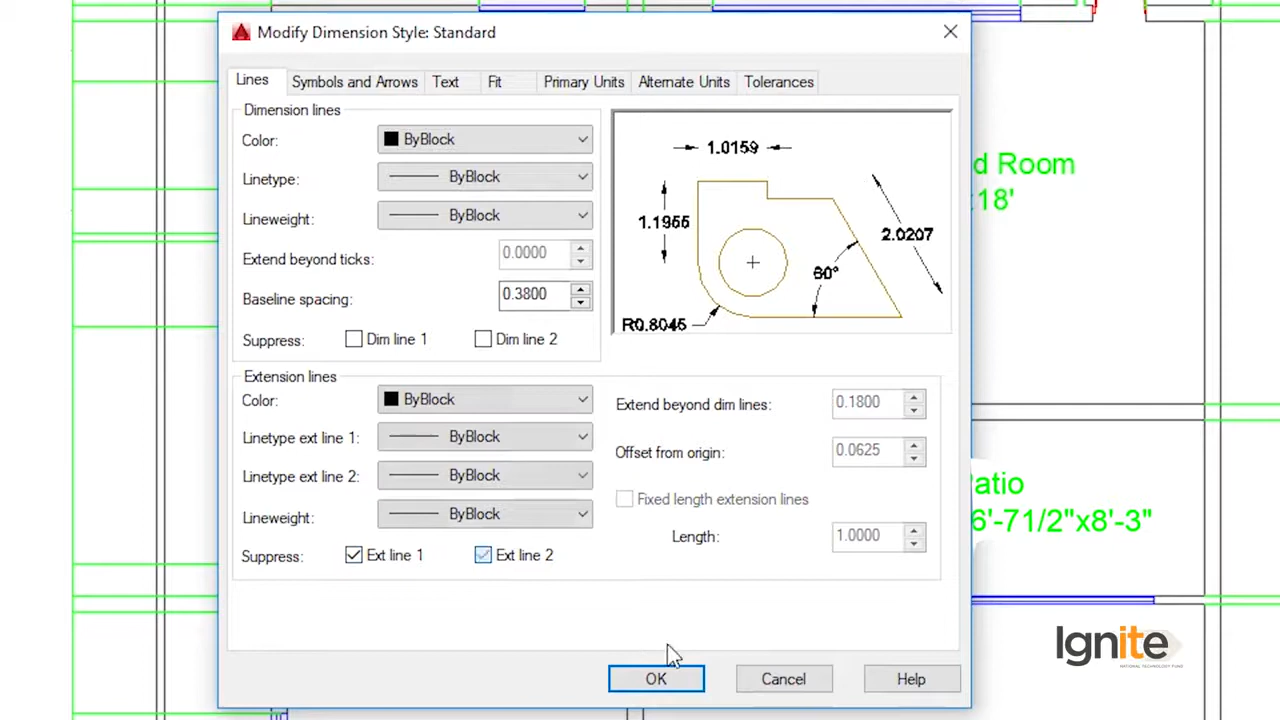 Modify Dimension Style: Standard
Lines
Symbols and Arrows
Text
Fit
Primary Units
Alternate Units
Tolerances
Dimension lines
Color:
ByBlock
Linetype:
ByBlock
Lineweight:
ByBlock
Extend beyond ticks:
0.0000
Baseline spacing:
0.3800
Suppress:
Dim line 1
Dim line 2
1.0159
1.1955
2.0207
60°
R0.8045
Extension lines
Color:
ByBlock
Linetype ext line 1:
ByBlock
Linetype ext line 2:
ByBlock
Lineweight:
ByBlock
Suppress:
Ext line 1
Ext line 2
Extend beyond dim lines:
0.1800
Offset from origin:
0.0625
Fixed length extension lines
Length:
1.0000
OK
Cancel
Help
d Room
x18'
Patio
6'-71/2"x8'-3"
Ignite
NATIONAL TECHNOLOGY FUND